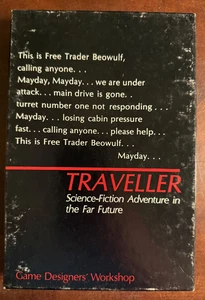 This is Free Trader Beowulf,
calling anyone. . .
Mayday, Mayday. . . we are under
attack. . . main drive is gone. .
turret number one not responding . . .
Mayday. . . losing cabin pressure
fast. . . calling anyone. . . please help. . .
This is Free Trader Beowulf. . .
Mayday. . .
TRAVELLER
Science-Fiction Adventure in
the Far Future
Game Designers' Workshop